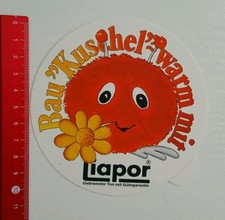 Bau "Kuschel"-warm mit
liapor
Gebrannter Ton mit Gütegarantie